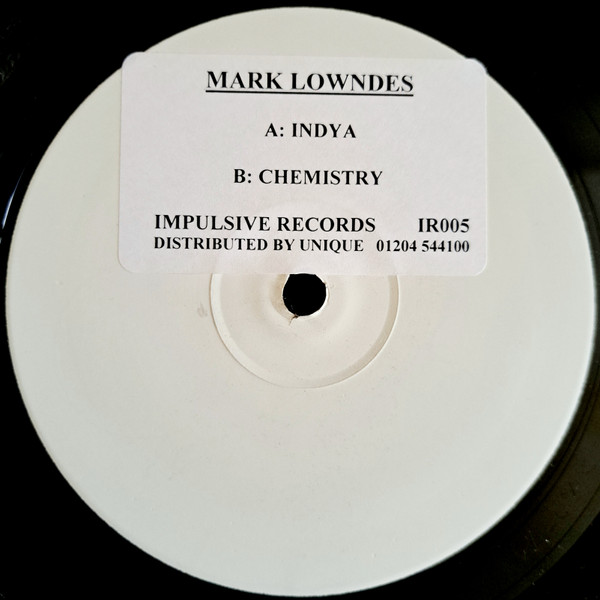 MARK LOWNDES
A: INDYA
B: CHEMISTRY
IMPULSIVE RECORDS IR005
DISTRIBUTED BY UNIQUE 01204 544100